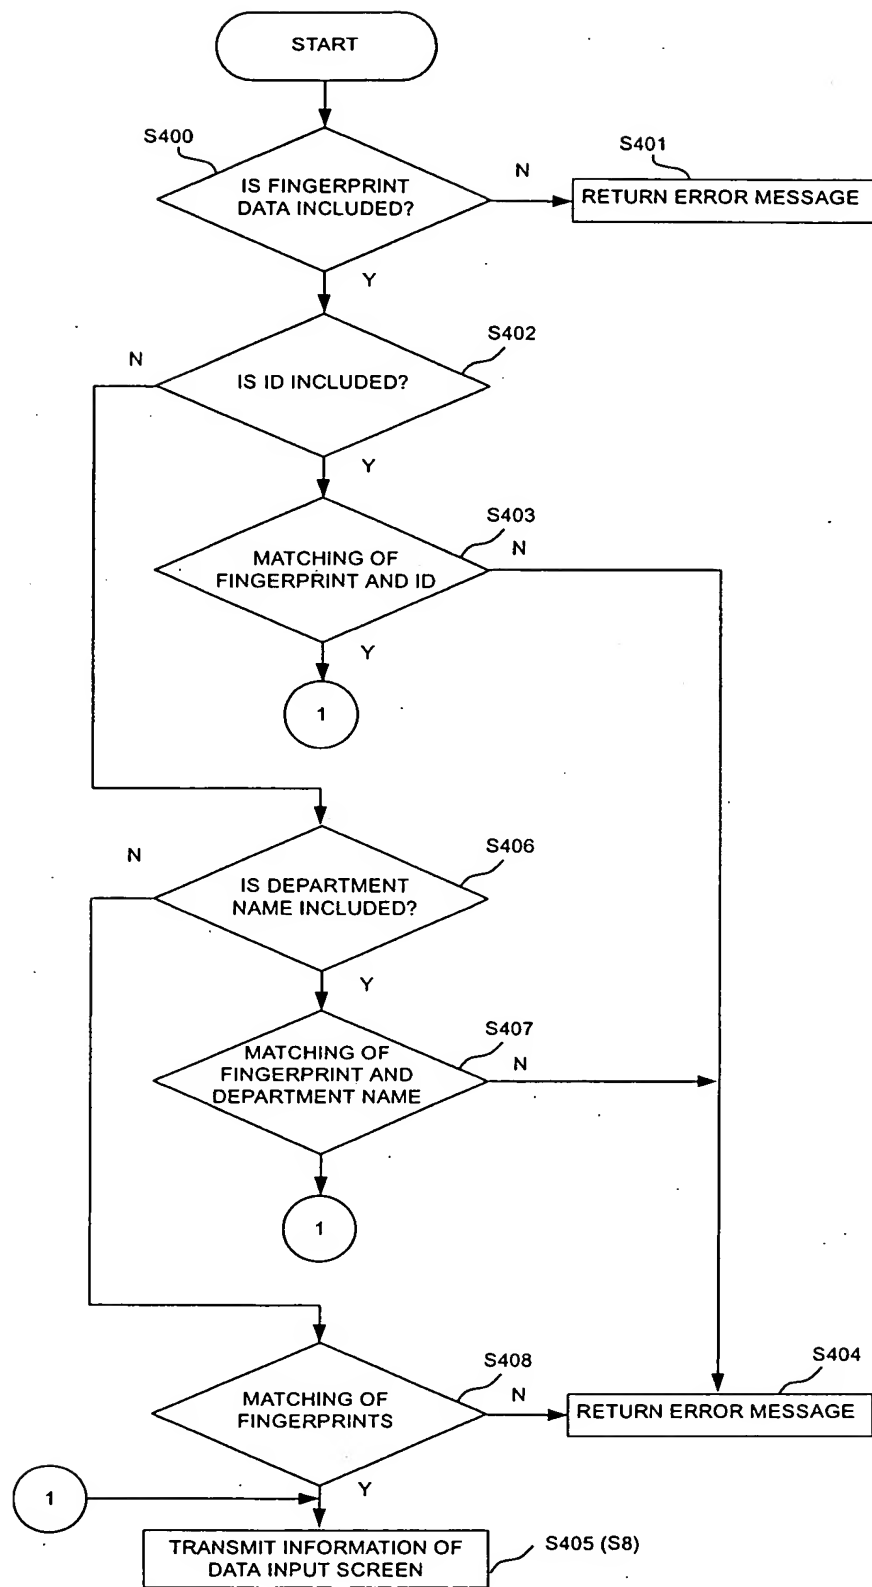 START
S400
IS FINGERPRINT
DATA INCLUDED?
N
S401
RETURN ERROR MESSAGE
Y
N
IS ID INCLUDED?
S402
Y
MATCHING OF
FINGERPRINT AND ID
S403
N
Y
1
N
IS DEPARTMENT
NAME INCLUDED?
S406
Y
MATCHING OF
FINGERPRINT AND
DEPARTMENT NAME
S407
N
1
MATCHING OF
FINGERPRINTS
S408
N
S404
RETURN ERROR MESSAGE
Y
1
TRANSMIT INFORMATION OF
DATA INPUT SCREEN
S405 (S8)